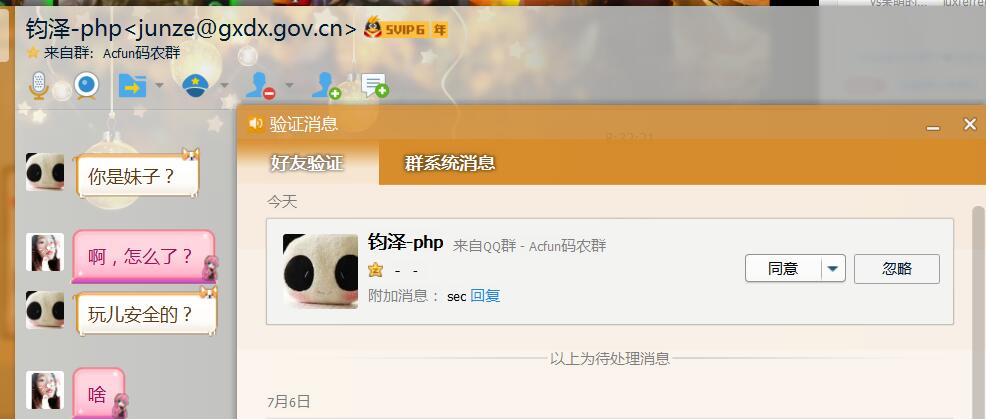 钧泽-php<junze@gxdx.gov.cn>
SVIP6 年
来自群: Acfun码农群
验证消息
好友验证
群系统消息
今天
你是妹子？
啊，怎么了？
玩儿安全的？
啥
钧泽-php 来自QQ群 - Acfun码农群
- -
附加消息： sec 回复
同意
忽略
以上为待处理消息
7月6日